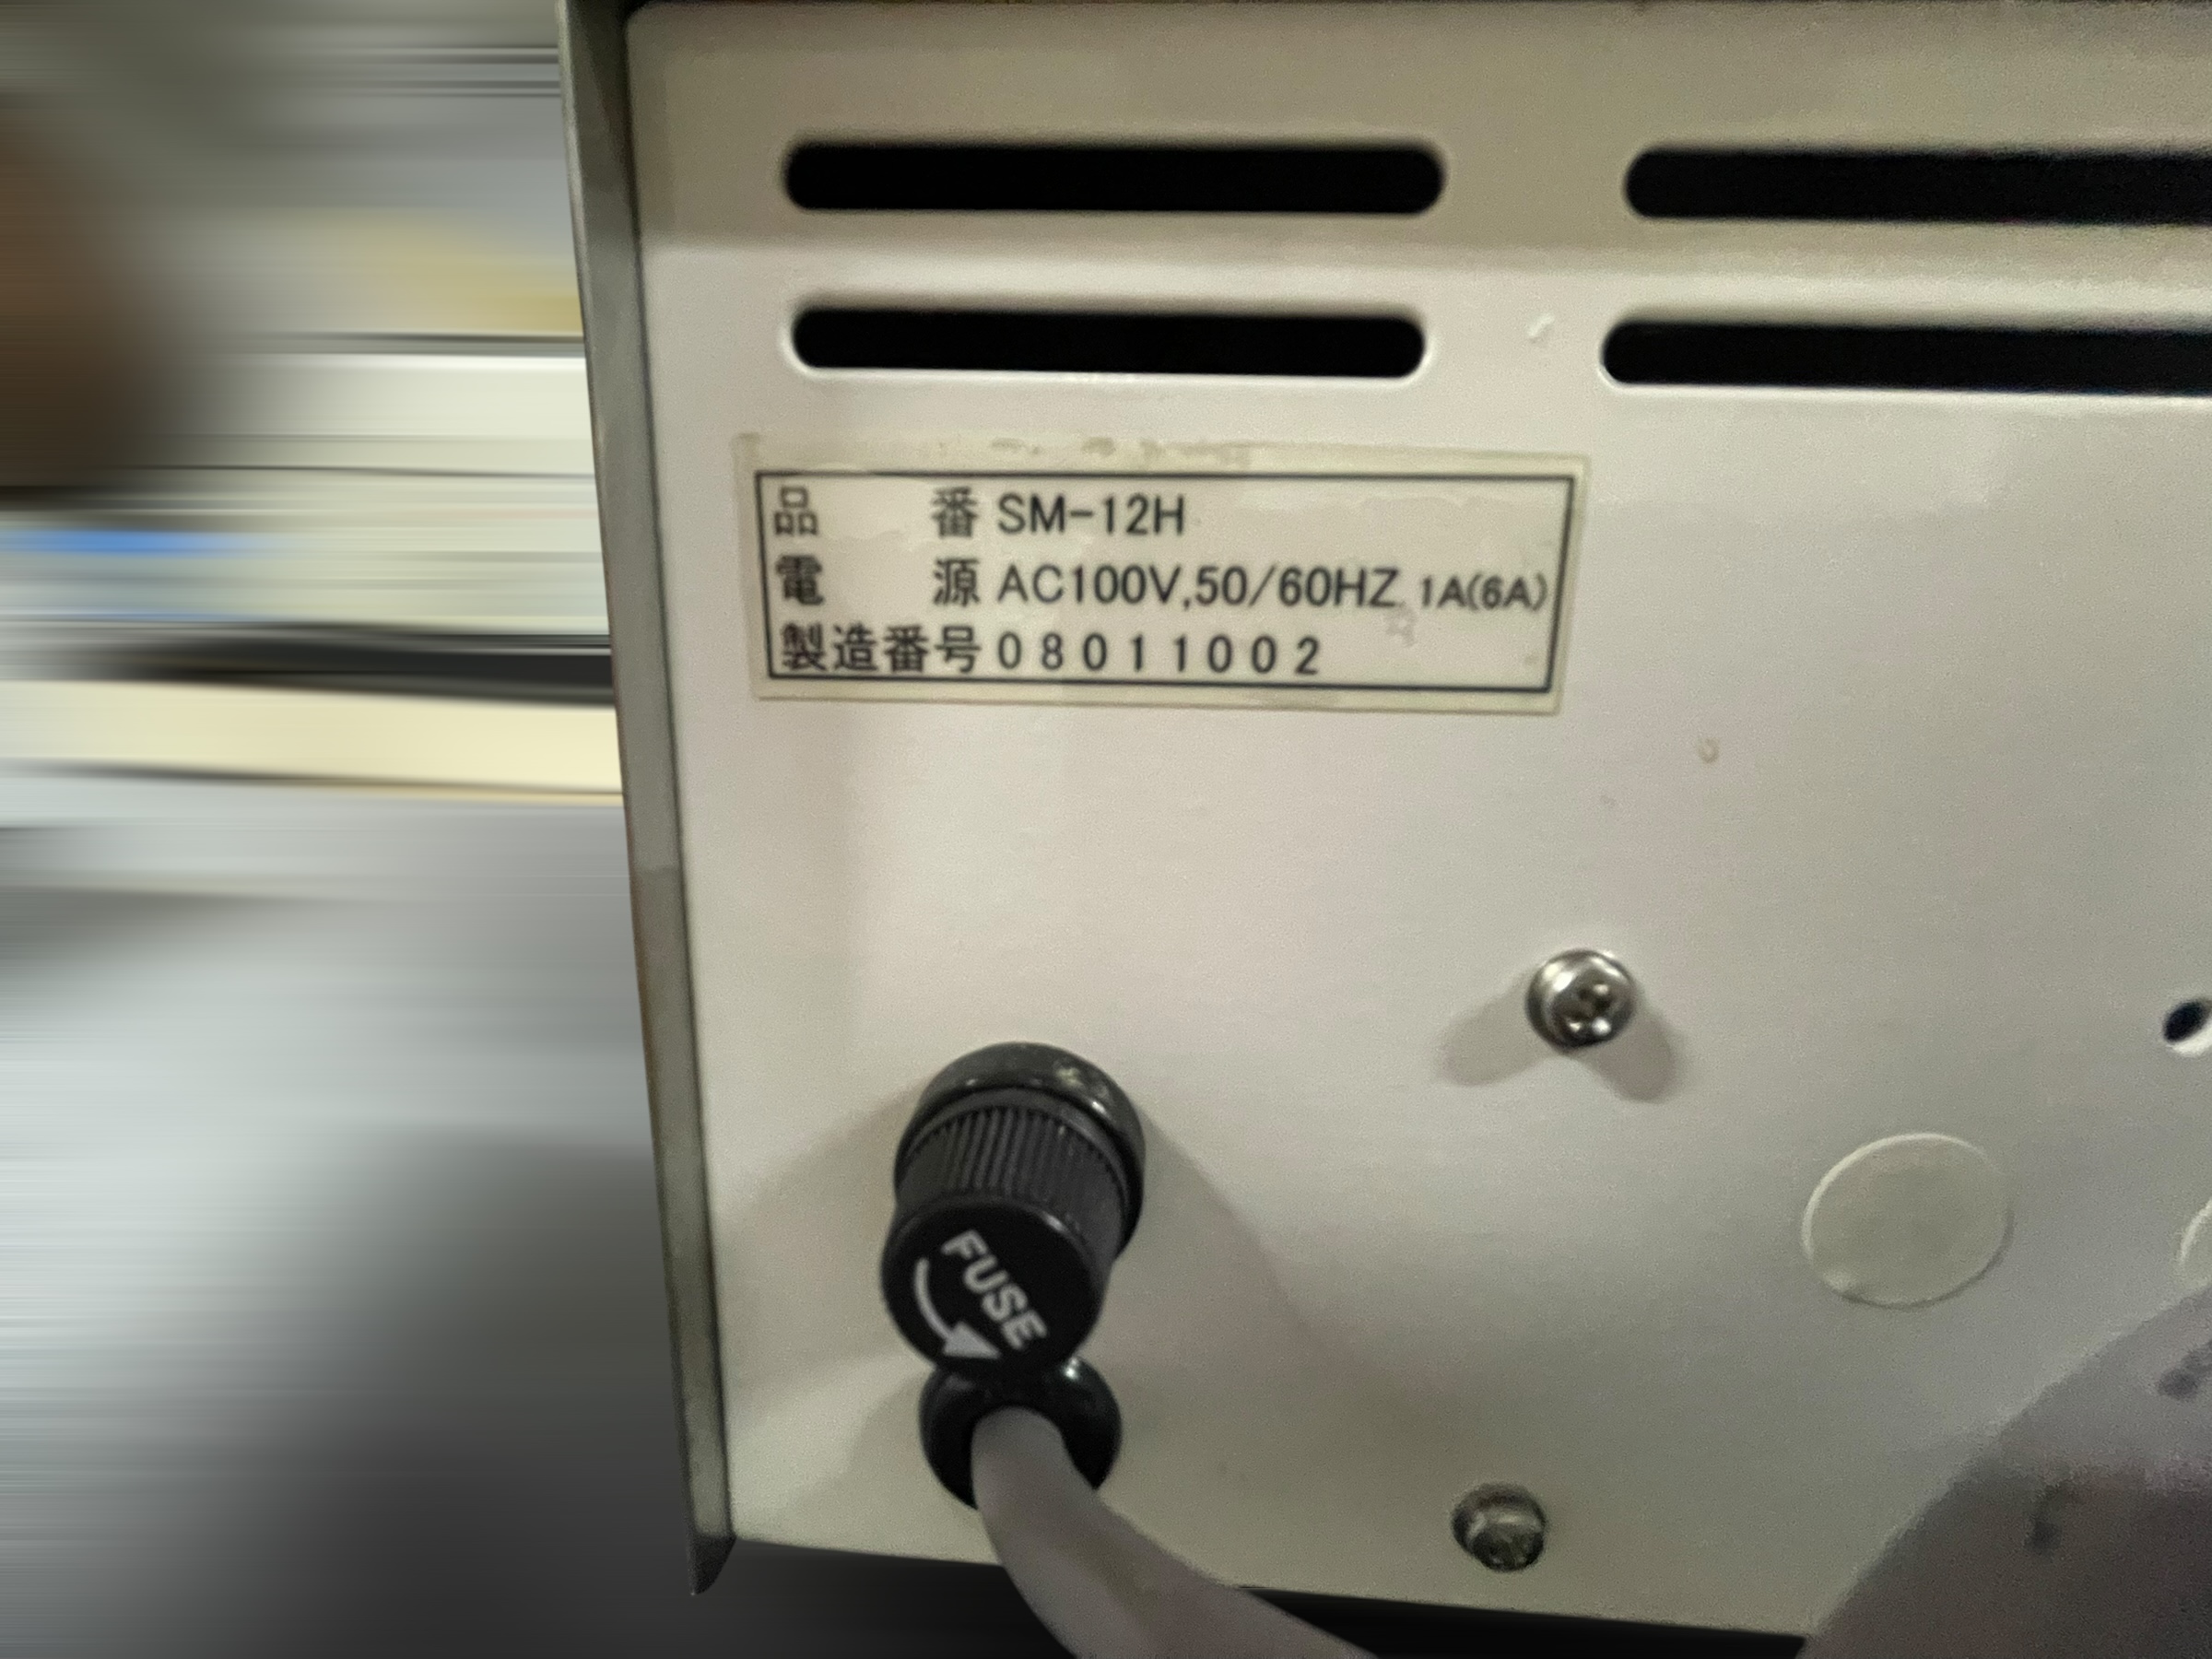 品 番 SM-12H
電 源 AC100V,50/60HZ 1A(6A)
製造番号 08011002
FUSE